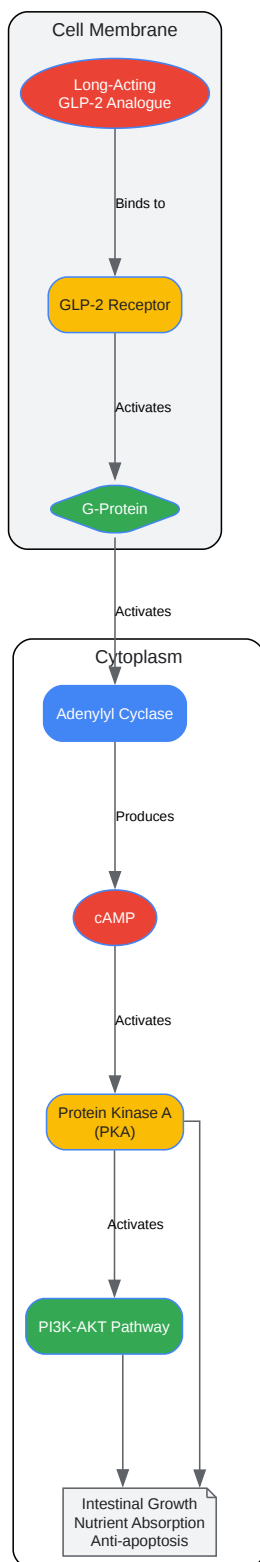 Cell Membrane
Long-Acting
GLP-2 Analogue
Binds to
GLP-2 Receptor
Activates
G-Protein
Activates
Cytoplasm
Adenylyl Cyclase
Produces
cAMP
Activates
Protein Kinase A
(PKA)
Activates
PI3K-AKT Pathway
Intestinal Growth
Nutrient Absorption
Anti-apoptosis